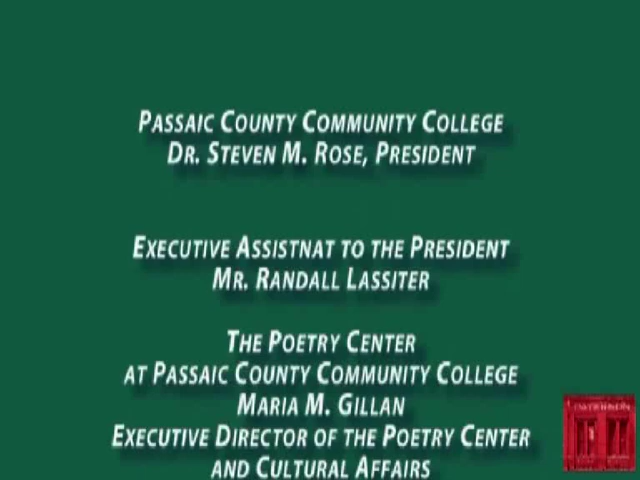 PASSAIC COUNTY COMMUNITY COLLEGE
DR. STEVEN M. ROSE, PRESIDENT
EXECUTIVE ASSISTNAT TO THE PRESIDENT
MR. RANDALL LASSITER
THE POETRY CENTER
AT PASSAIC COUNTY COMMUNITY COLLEGE
MARIA M. GILLAN
EXECUTIVE DIRECTOR OF THE POETRY CENTER
AND CULTURAL AFFAIRS